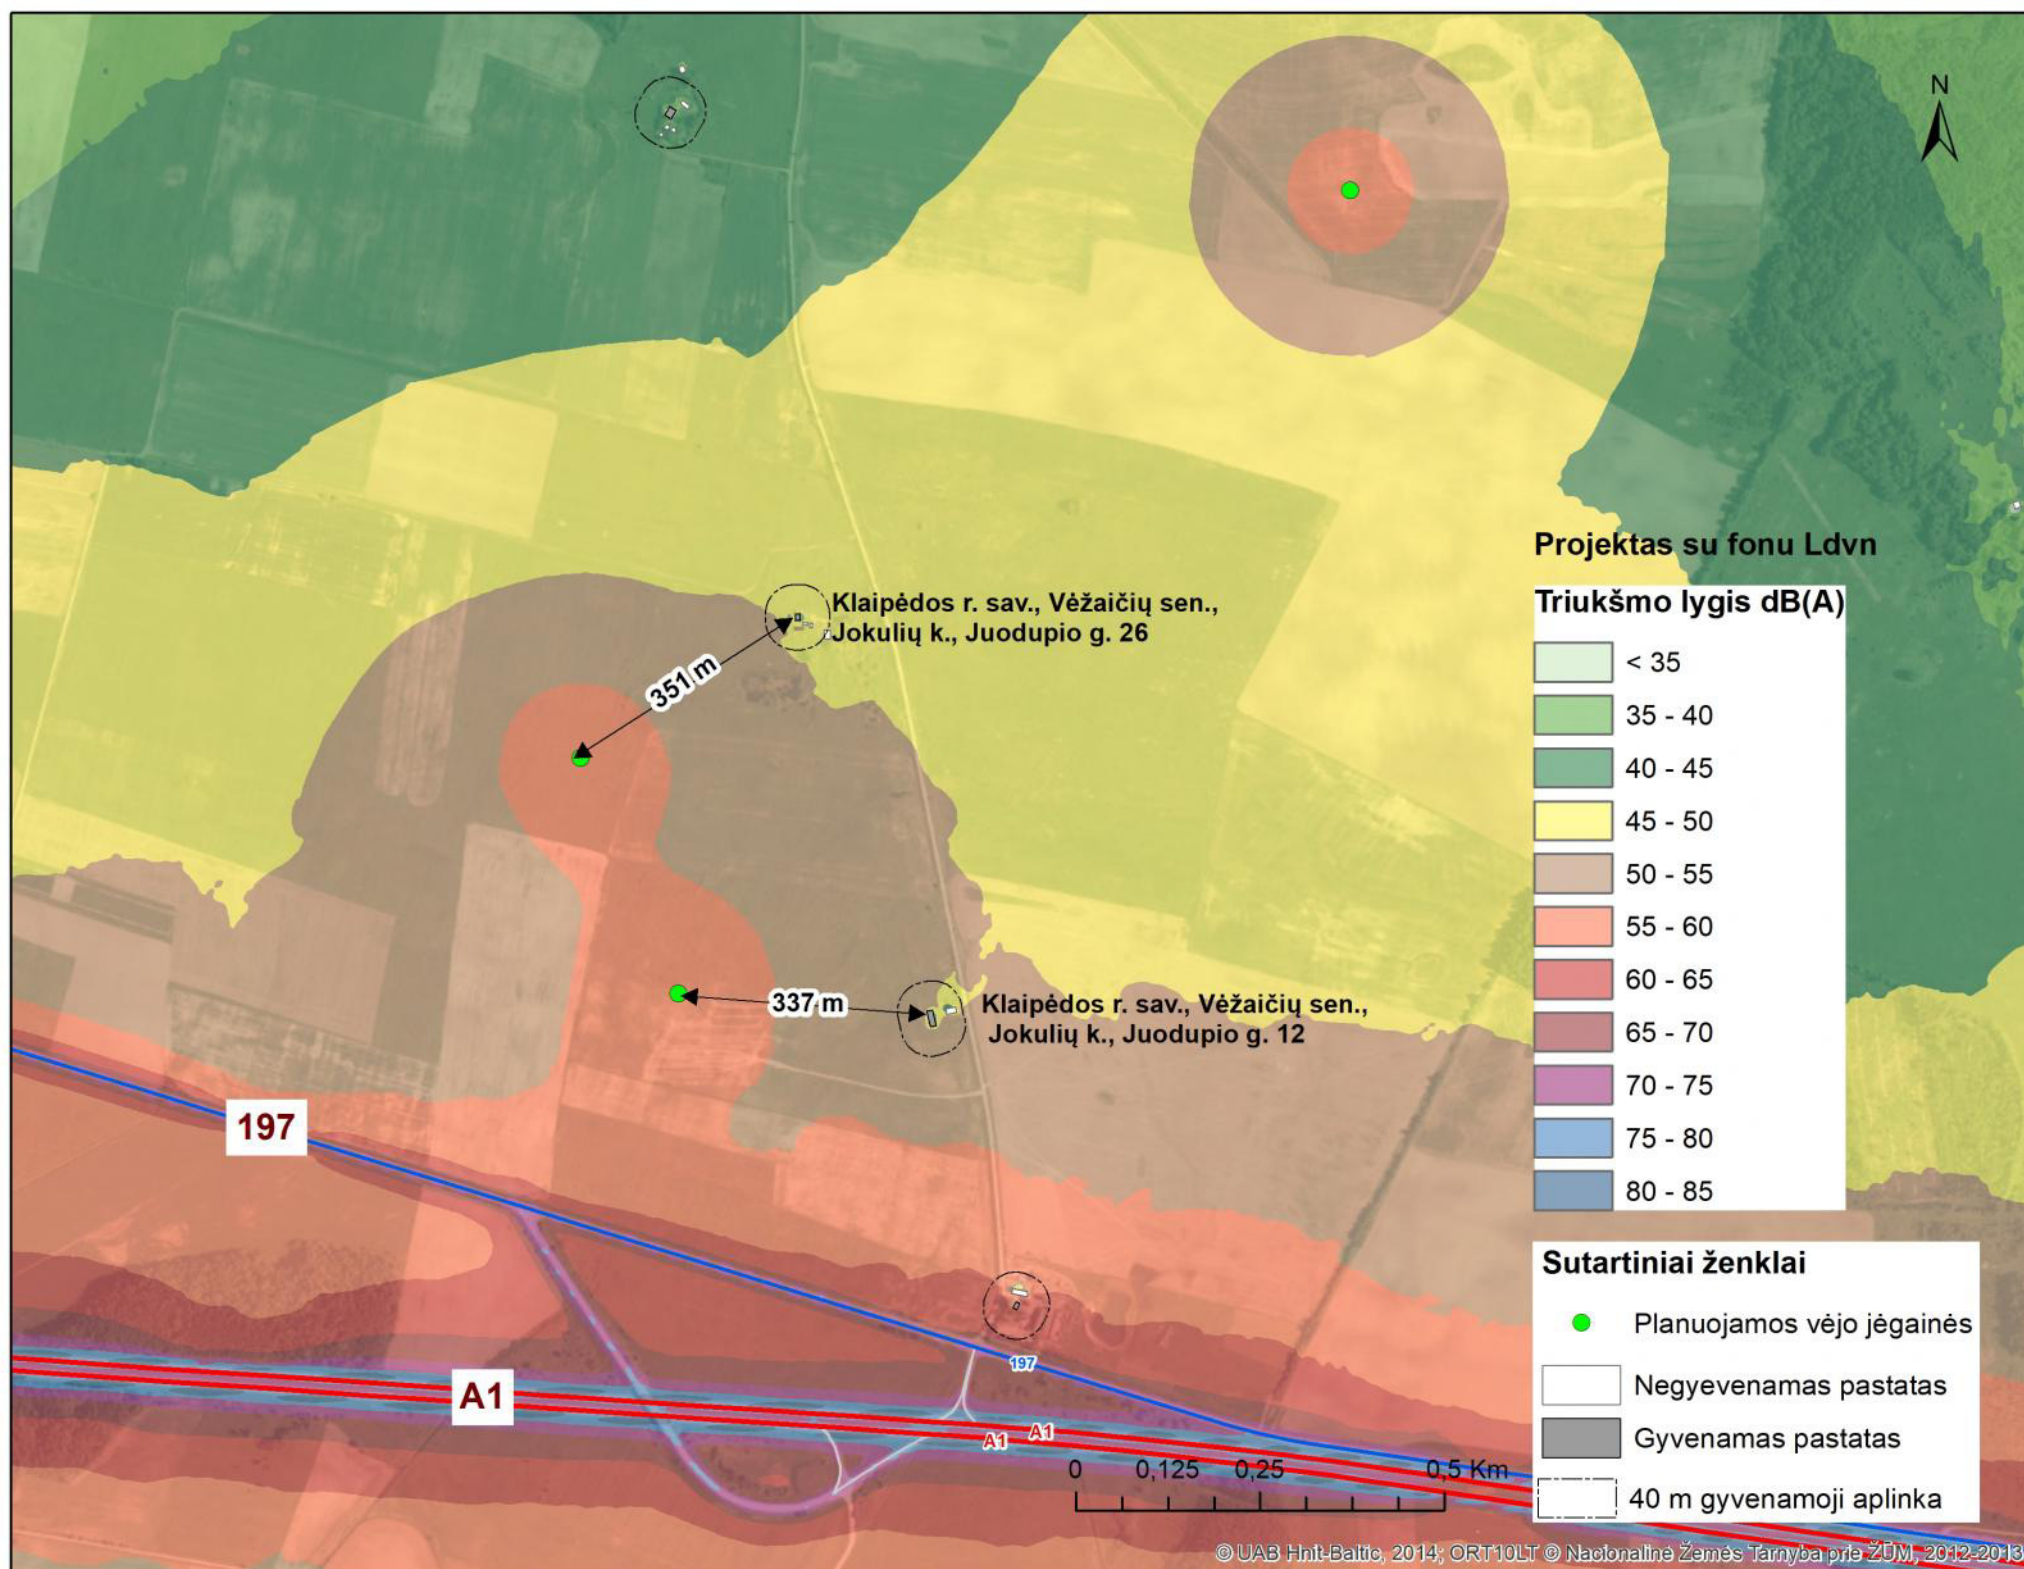 N
Klaipėdos r. sav., Vėžaičių sen.,
Jokulių k., Juodupio g. 26
351 m
337 m
Klaipėdos r. sav., Vėžaičių sen.,
Jokulių k., Juodupio g. 12
197
A1
197
A1
A1
Projektas su fonu Ldvn
Triukšmo lygis dB(A)
< 35
35 - 40
40 - 45
45 - 50
50 - 55
55 - 60
60 - 65
65 - 70
70 - 75
75 - 80
80 - 85
Sutartiniai ženklai
Planuojamos vėjo jėgainės
Negyevenamas pastatas
Gyvenamas pastatas
40 m gyvenamoji aplinka
0 0,125 0,25 0,5 Km
© UAB Hnit-Baltic, 2014; ORT10LT © Nacionalinė Žemės Tarnyba prie ŽŪM, 2012-2013